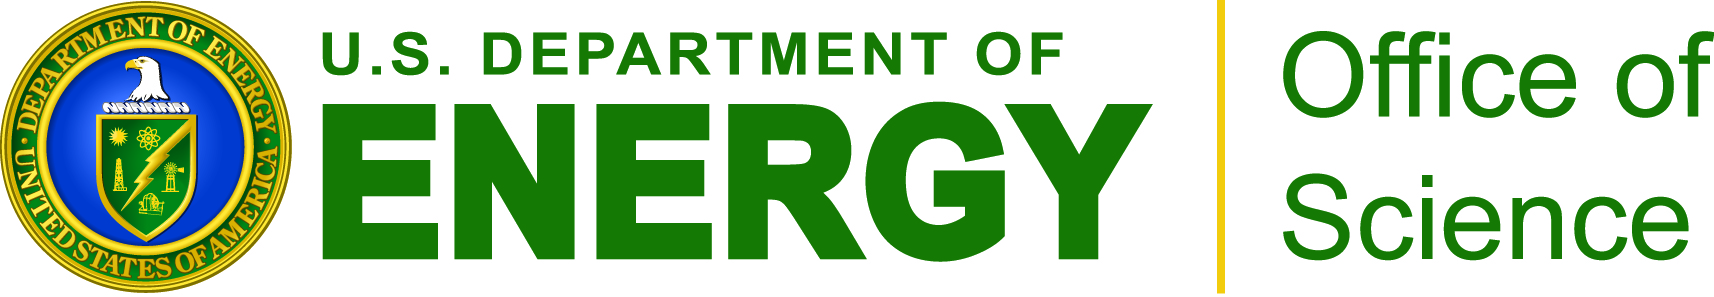 DEPARTMENT OF ENERGY
UNITED STATES OF AMERICA
U.S. DEPARTMENT OF
ENERGY
Office of
Science